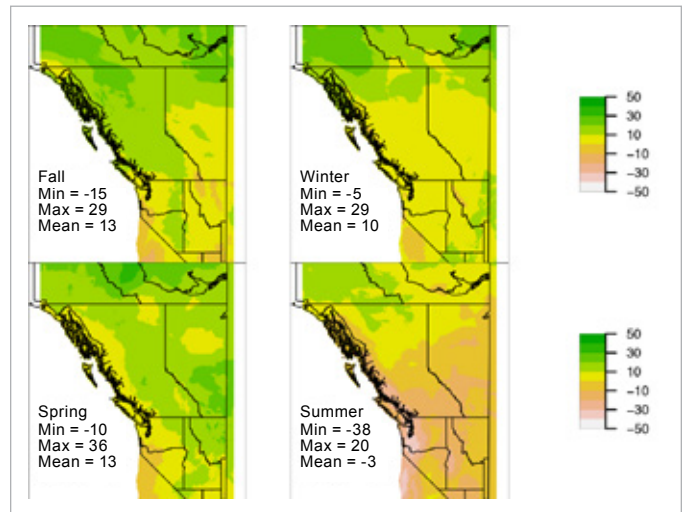 Fall
Min = -15
Max = 29
Mean = 13
Winter
Min = -5
Max = 29
Mean = 10
50
30
10
−10
−30
−50
Spring
Min = -10
Max = 36
Mean = 13
Summer
Min = -38
Max = 20
Mean = -3
50
30
10
−10
−30
−50